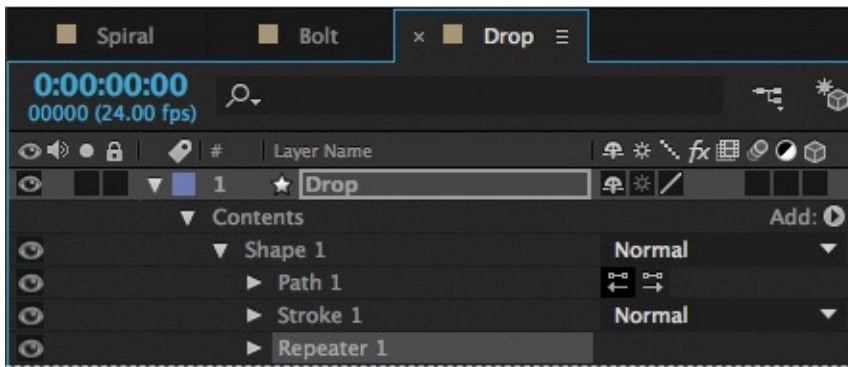 Spiral Bolt × Drop
0:00:00:00
00000 (24.00 fps)
# Layer Name fx
1 Drop
Contents Add:
Shape 1 Normal
Path 1
Stroke 1 Normal
Repeater 1